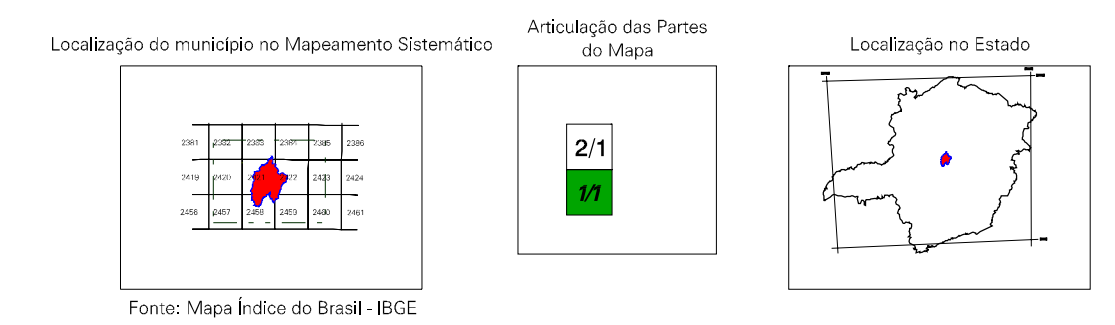 Localização do município no Mapeamento Sistemático
2381 2382 2383 2384 2385 2386
2419 2420 2422 2423 2424
2456 2457 2458 2459 2460 2461
Fonte: Mapa Índice do Brasil - IBGE
Articulação das Partes
do Mapa
2/1
1/1
Localização no Estado